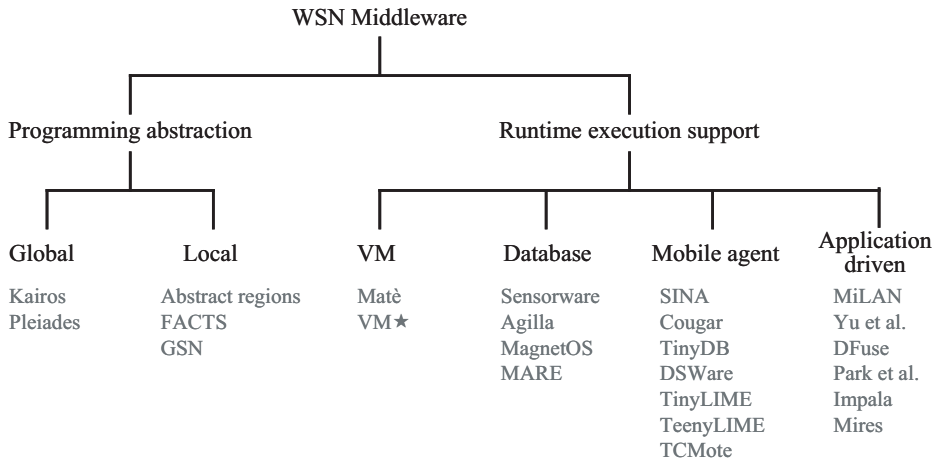 WSN Middleware
Programming abstraction
Runtime execution support
Global
Local
VM
Database
Mobile agent
Application
driven
Kairos
Pleiades
Abstract regions
FACTS
GSN
Matè
VM★
Sensorware
Agilla
MagnetOS
MARE
SINA
Cougar
TinyDB
DSWare
TinyLIME
TeenyLIME
TCMote
MiLAN
Yu et al.
DFuse
Park et al.
Impala
Mires